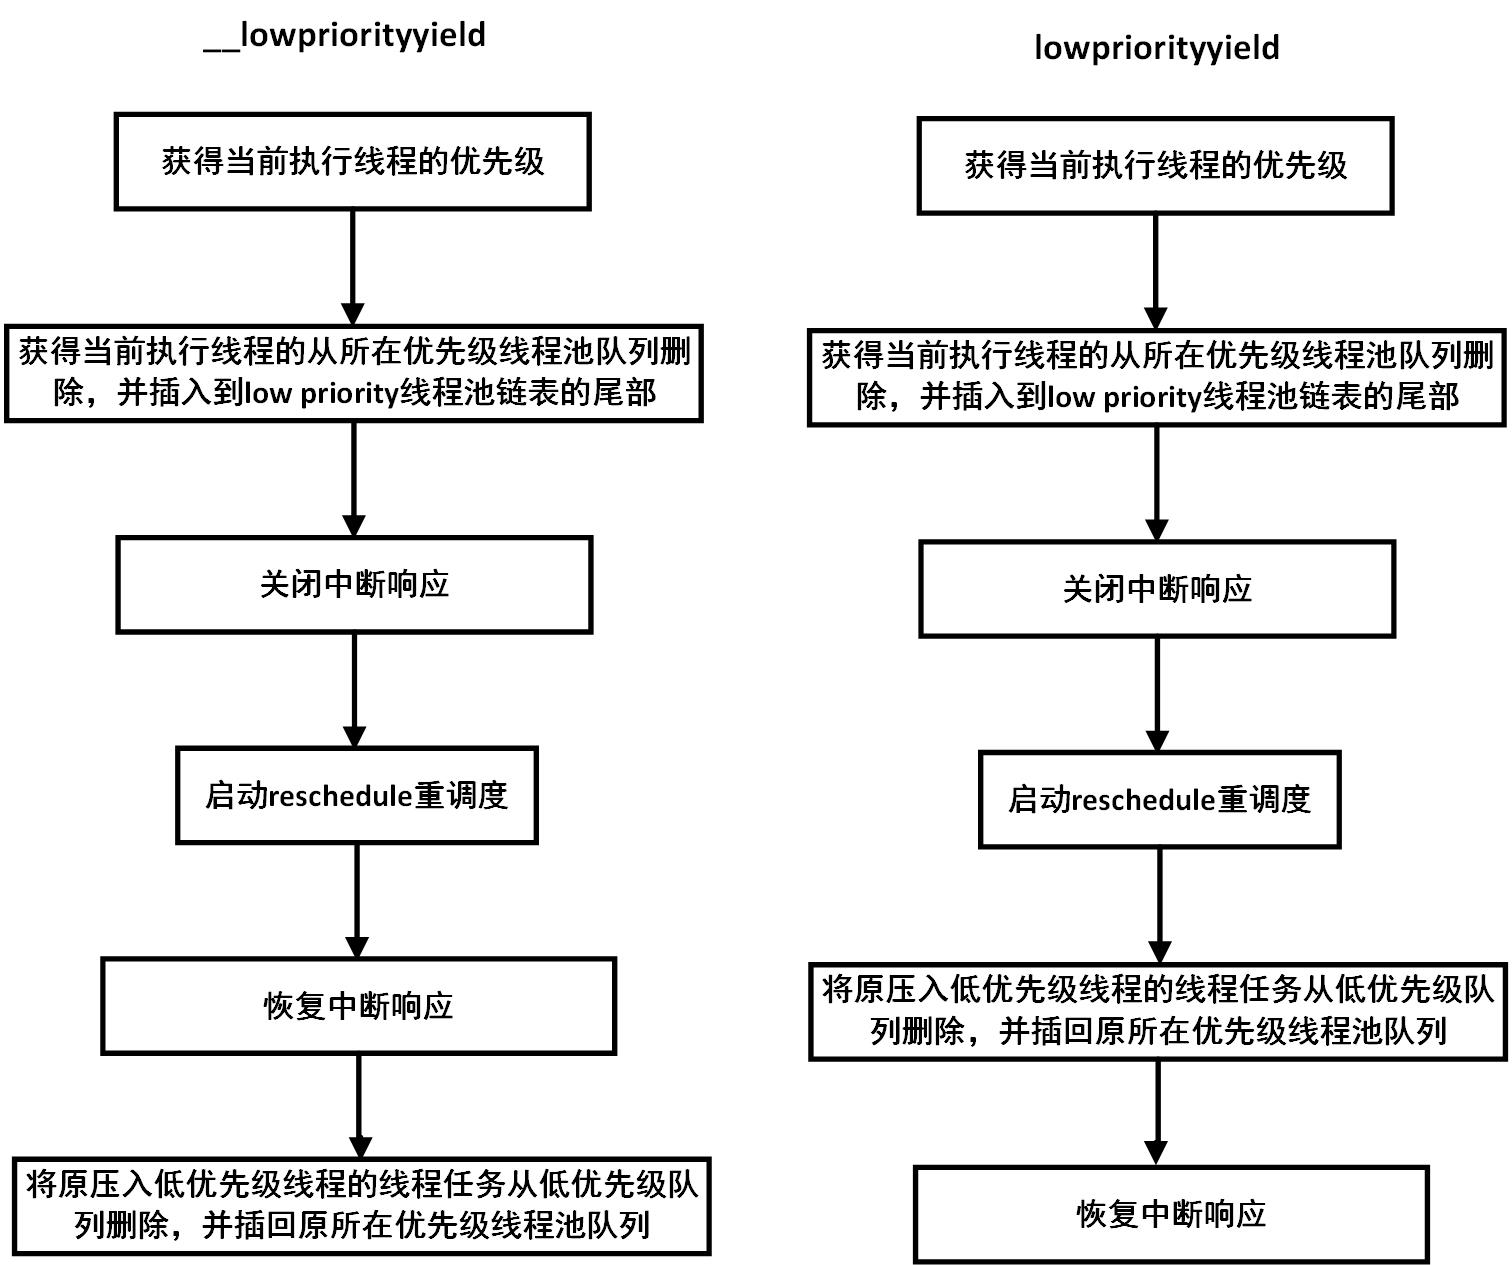 __lowpriorityyield
获得当前执行线程的优先级
获得当前执行线程的从所在优先级线程池队列删
除，并插入到low priority线程池链表的尾部
关闭中断响应
启动reschedule重调度
恢复中断响应
将原压入低优先级线程的线程任务从低优先级队
列删除，并插回原所在优先级线程池队列
lowpriorityyield
获得当前执行线程的优先级
获得当前执行线程的从所在优先级线程池队列删
除，并插入到low priority线程池链表的尾部
关闭中断响应
启动reschedule重调度
将原压入低优先级线程的线程任务从低优先级队
列删除，并插回原所在优先级线程池队列
恢复中断响应